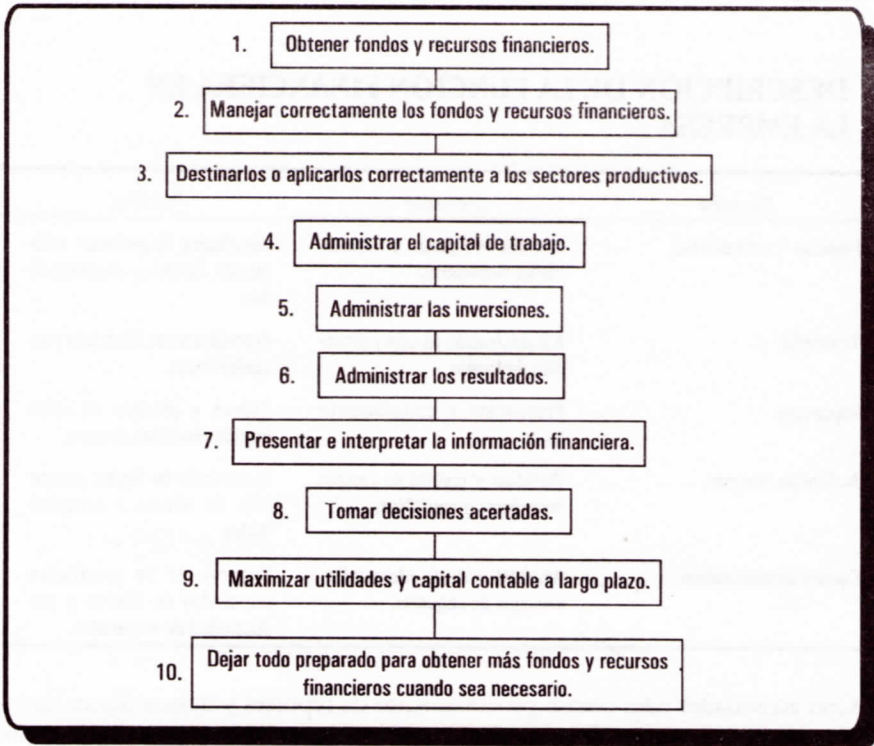 1. Obtener fondos y recursos financieros.
2. Manejar correctamente los fondos y recursos financieros.
3. Destinarlos o aplicarlos correctamente a los sectores productivos.
4. Administrar el capital de trabajo.
5. Administrar las inversiones.
6. Administrar los resultados.
7. Presentar e interpretar la información financiera.
8. Tomar decisiones acertadas.
9. Maximizar utilidades y capital contable a largo plazo.
10. Dejar todo preparado para obtener más fondos y recursos
financieros cuando sea necesario.